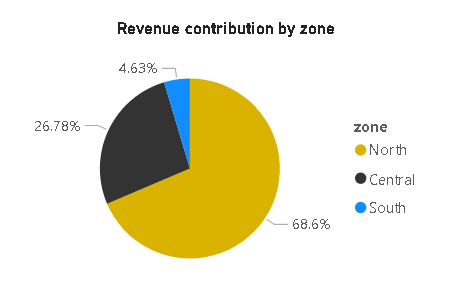 Revenue contribution by zone
4.63%
26.78%
68.6%
zone
North
Central
South